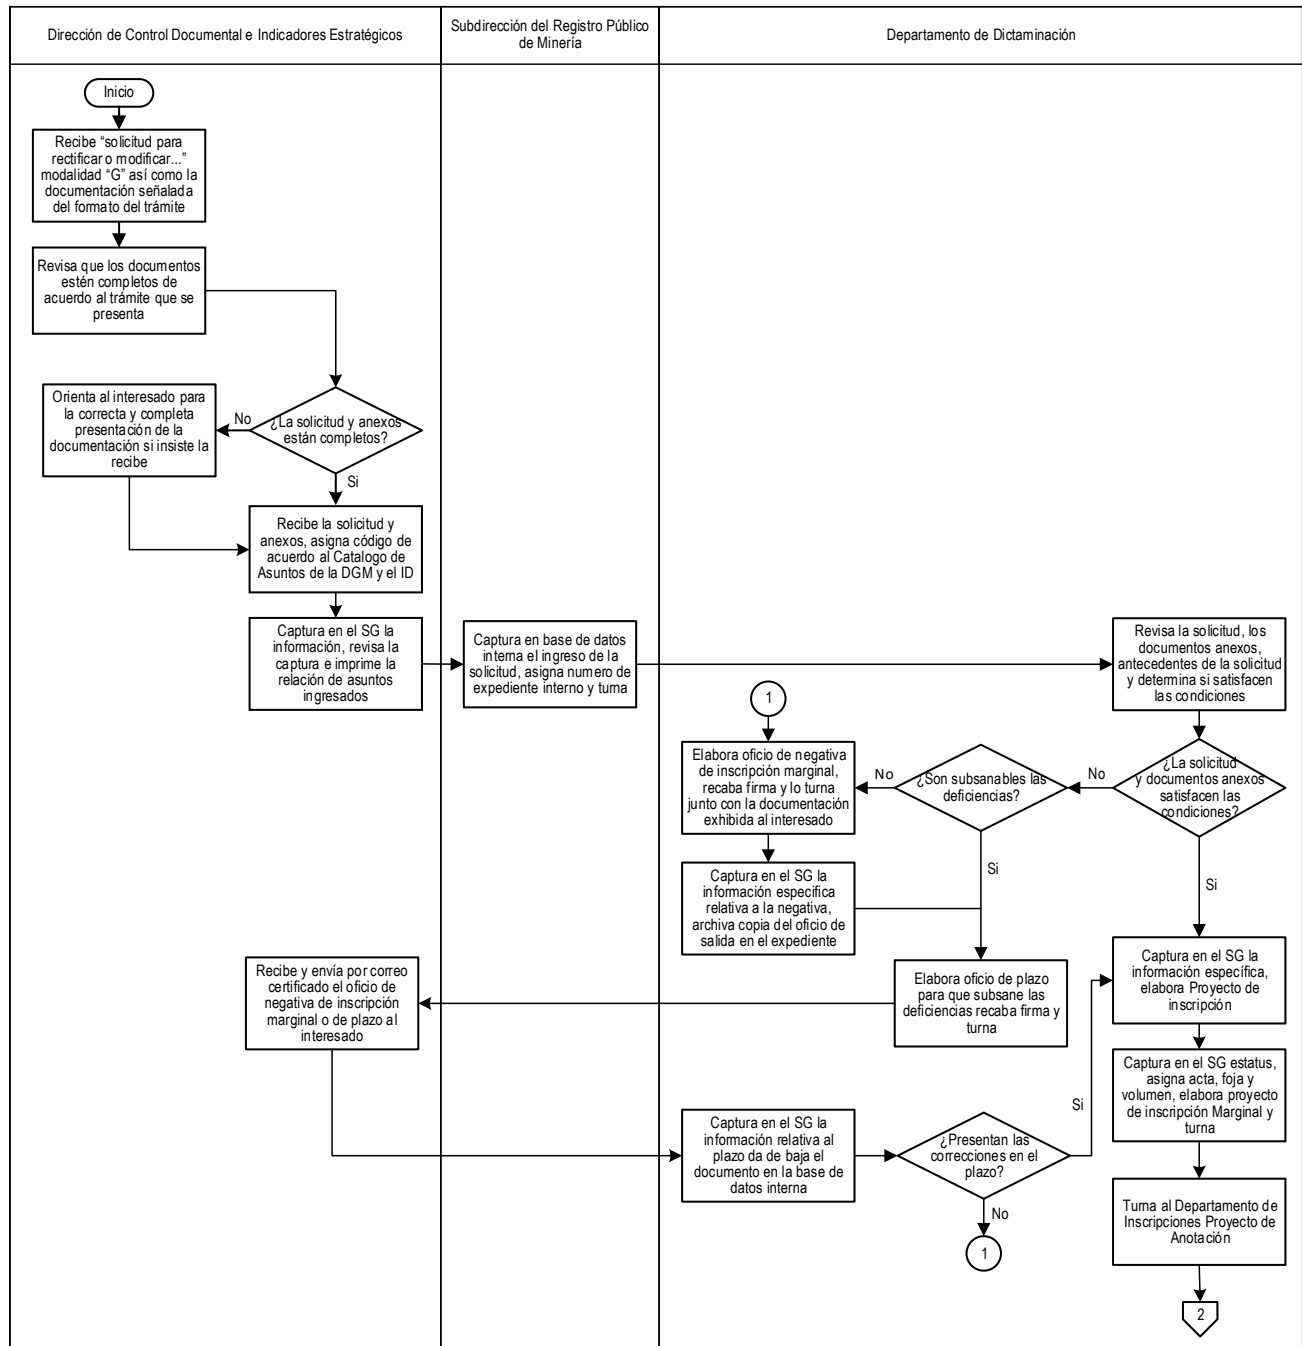 Dirección de Control Documental e Indicadores Estratégicos
Subdirección del Registro Público
de Minería
Departamento de Dictaminación
Inicio
Recibe “solicitud para
rectificar o modificar...”
modalidad “G” así como la
documentación señalada
del formato del trámite
Revisa que los documentos
estén completos de
acuerdo al trámite que se
presenta
Orienta al interesado para
la correcta y completa
presentación de la
documentación si insiste la
recibe
No
¿La solicitud y anexos
están completos?
Si
Recibe la solicitud y
anexos, asigna código de
acuerdo al Catalogo de
Asuntos de la DGM y el ID
Captura en el SG la
información, revisa la
captura e imprime la
relación de asuntos
ingresados
Captura en base de datos
interna el ingreso de la
solicitud, asigna numero de
expediente interno y turna
Revisa la solicitud, los
documentos anexos,
antecedentes de la solicitud
y determina si satisfacen
las condiciones
1
Elabora oficio de negativa
de inscripción marginal,
recaba firma y lo turna
junto con la documentación
exhibida al interesado
No
¿Son subsanables las
deficiencias?
No
¿La solicitud
y documentos anexos
satisfacen las
condiciones?
Si
Si
Captura en el SG la
información especifica
relativa a la negativa,
archiva copia del oficio de
salida en el expediente
Captura en el SG la
información específica,
elabora Proyecto de
inscripción
Recibe y envía por correo
certificado el oficio de
negativa de inscripción
marginal o de plazo al
interesado
Elabora oficio de plazo
para que subsane las
deficiencias recaba firma y
turna
Captura en el SG estatus,
asigna acta, foja y
volumen, elabora proyecto
de inscripción Marginal y
turna
Si
Captura en el SG la
información relativa al
plazo da de baja el
documento en la base de
datos interna
¿Presentan las
correcciones en el
plazo?
No
1
Turna al Departamento de
Inscripciones Proyecto de
Anotación
2